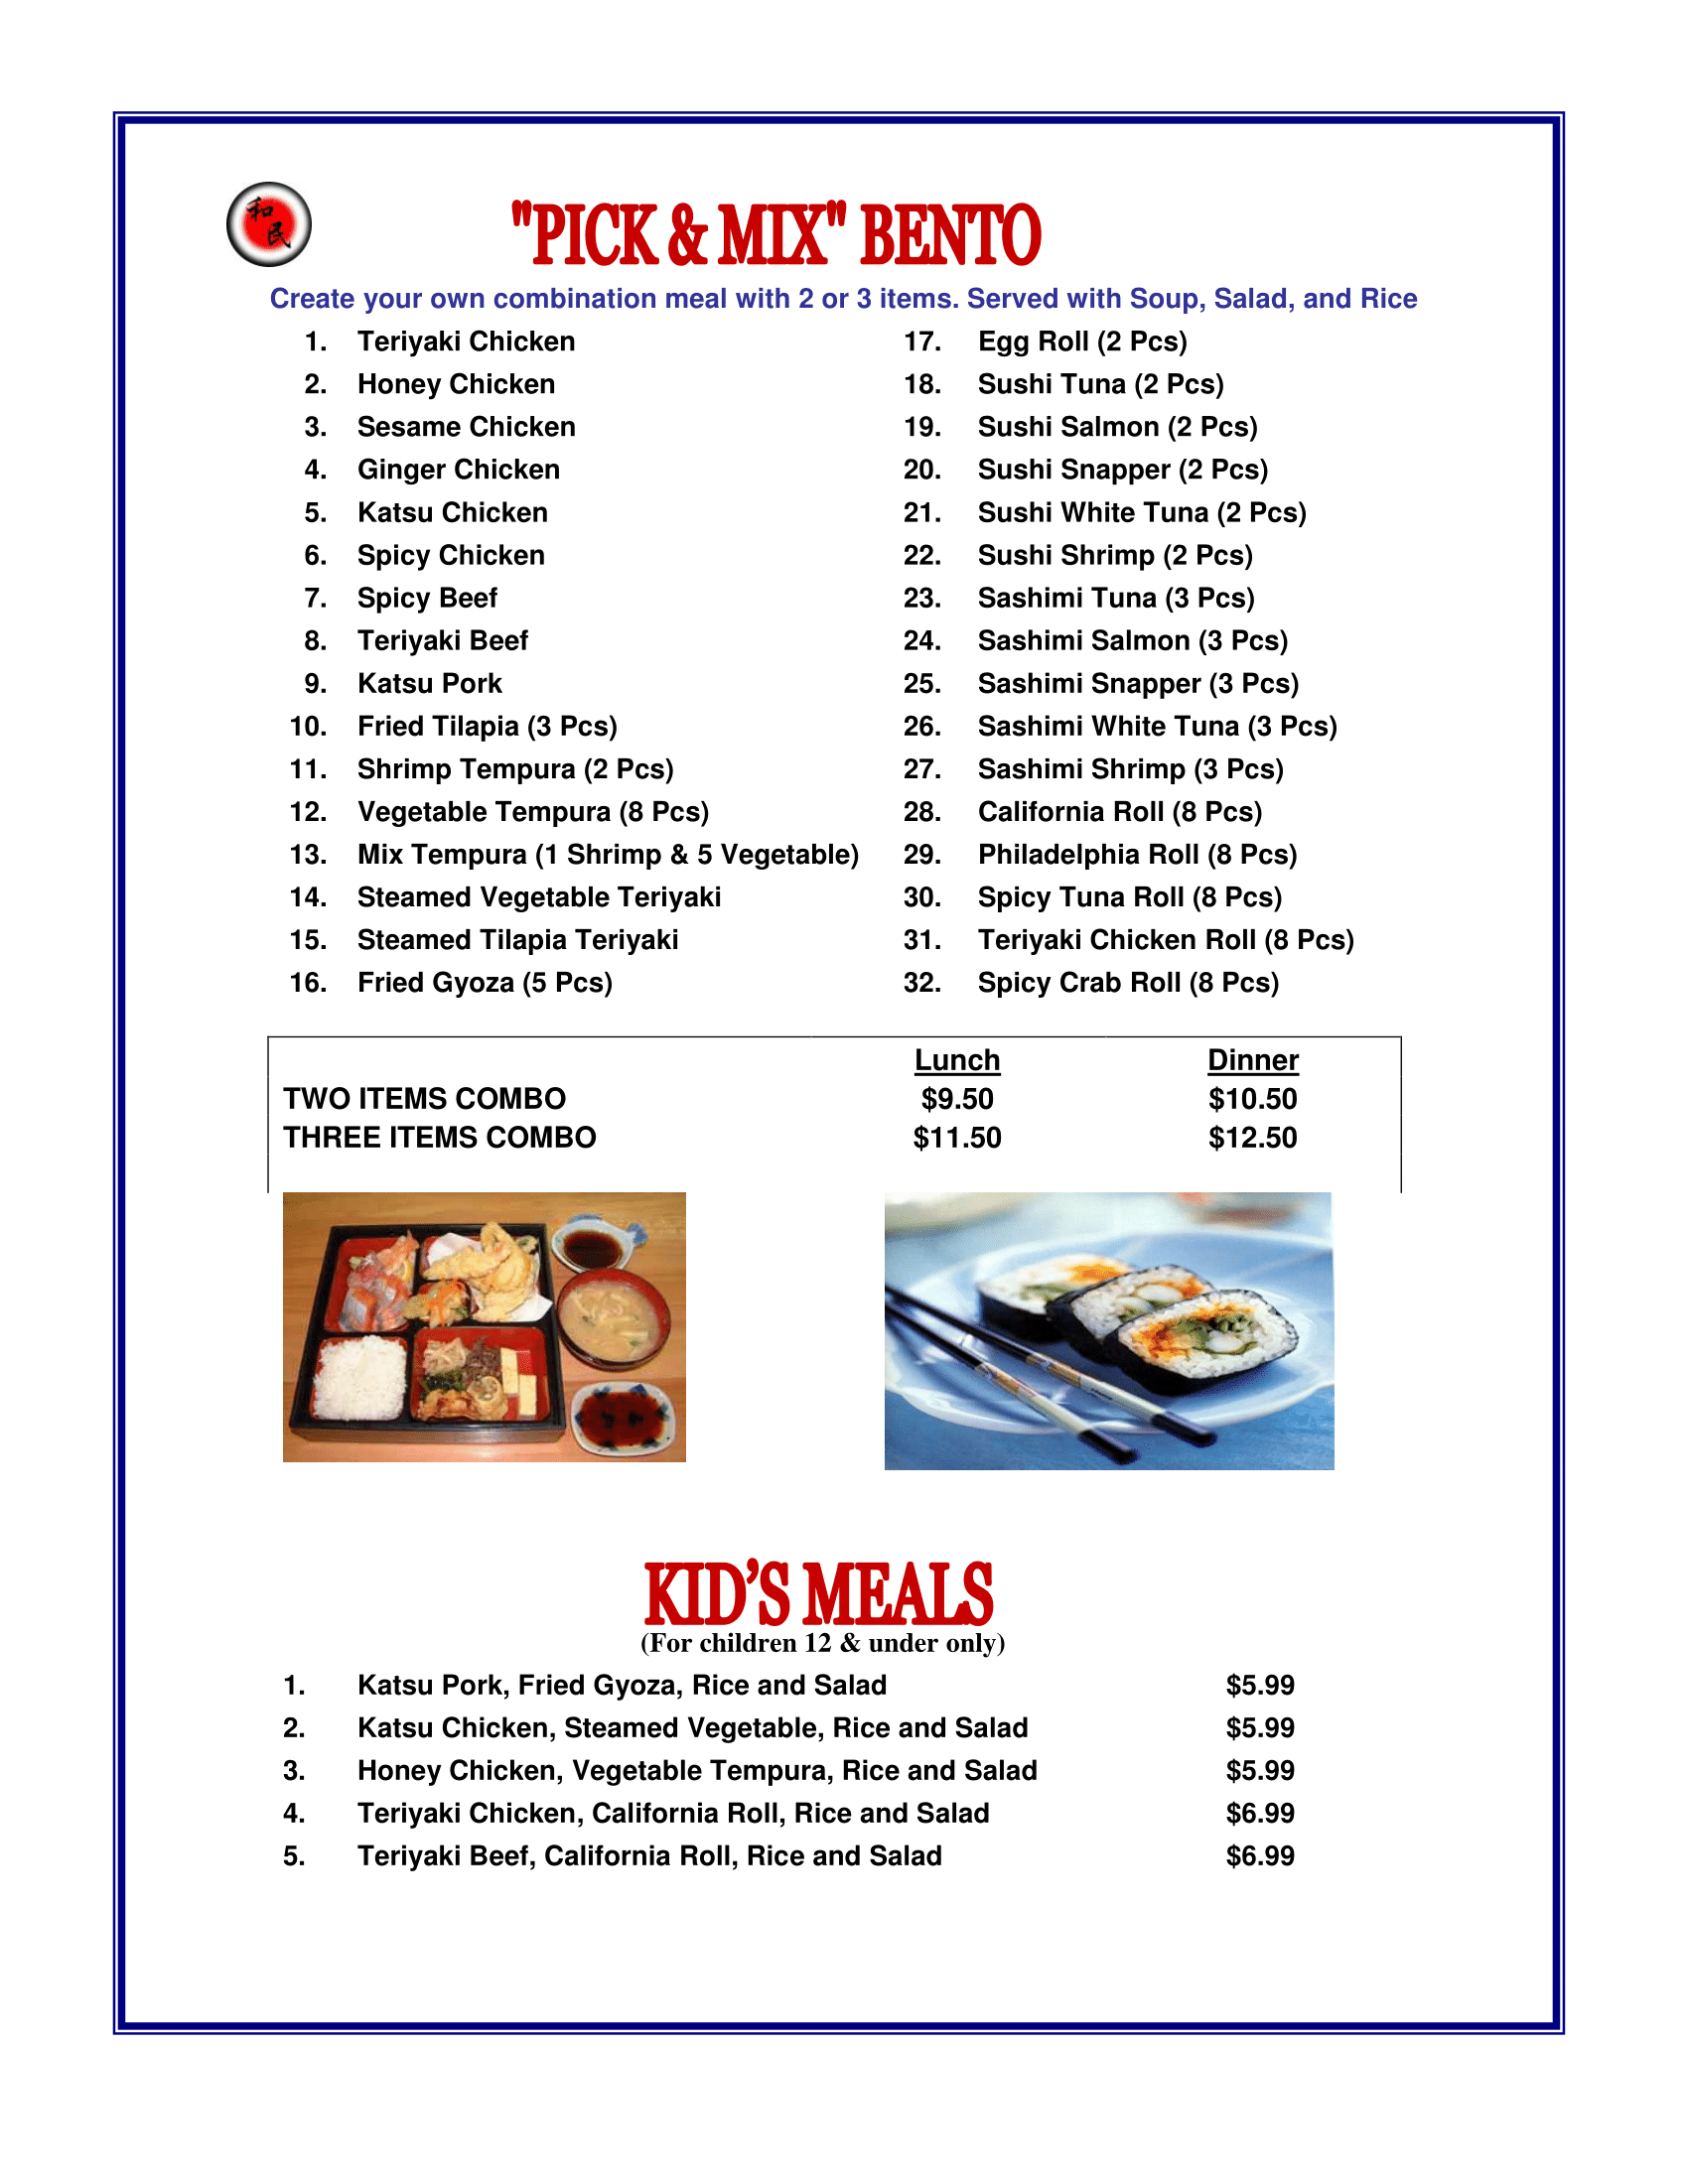 和民
"PICK & MIX" BENTO
Create your own combination meal with 2 or 3 items. Served with Soup, Salad, and Rice
1. Teriyaki Chicken
2. Honey Chicken
3. Sesame Chicken
4. Ginger Chicken
5. Katsu Chicken
6. Spicy Chicken
7. Spicy Beef
8. Teriyaki Beef
9. Katsu Pork
10. Fried Tilapia (3 Pcs)
11. Shrimp Tempura (2 Pcs)
12. Vegetable Tempura (8 Pcs)
13. Mix Tempura (1 Shrimp & 5 Vegetable)
14. Steamed Vegetable Teriyaki
15. Steamed Tilapia Teriyaki
16. Fried Gyoza (5 Pcs)
17. Egg Roll (2 Pcs)
18. Sushi Tuna (2 Pcs)
19. Sushi Salmon (2 Pcs)
20. Sushi Snapper (2 Pcs)
21. Sushi White Tuna (2 Pcs)
22. Sushi Shrimp (2 Pcs)
23. Sashimi Tuna (3 Pcs)
24. Sashimi Salmon (3 Pcs)
25. Sashimi Snapper (3 Pcs)
26. Sashimi White Tuna (3 Pcs)
27. Sashimi Shrimp (3 Pcs)
28. California Roll (8 Pcs)
29. Philadelphia Roll (8 Pcs)
30. Spicy Tuna Roll (8 Pcs)
31. Teriyaki Chicken Roll (8 Pcs)
32. Spicy Crab Roll (8 Pcs)
Lunch Dinner
TWO ITEMS COMBO $9.50 $10.50
THREE ITEMS COMBO $11.50 $12.50
KID'S MEALS
(For children 12 & under only)
1. Katsu Pork, Fried Gyoza, Rice and Salad $5.99
2. Katsu Chicken, Steamed Vegetable, Rice and Salad $5.99
3. Honey Chicken, Vegetable Tempura, Rice and Salad $5.99
4. Teriyaki Chicken, California Roll, Rice and Salad $6.99
5. Teriyaki Beef, California Roll, Rice and Salad $6.99